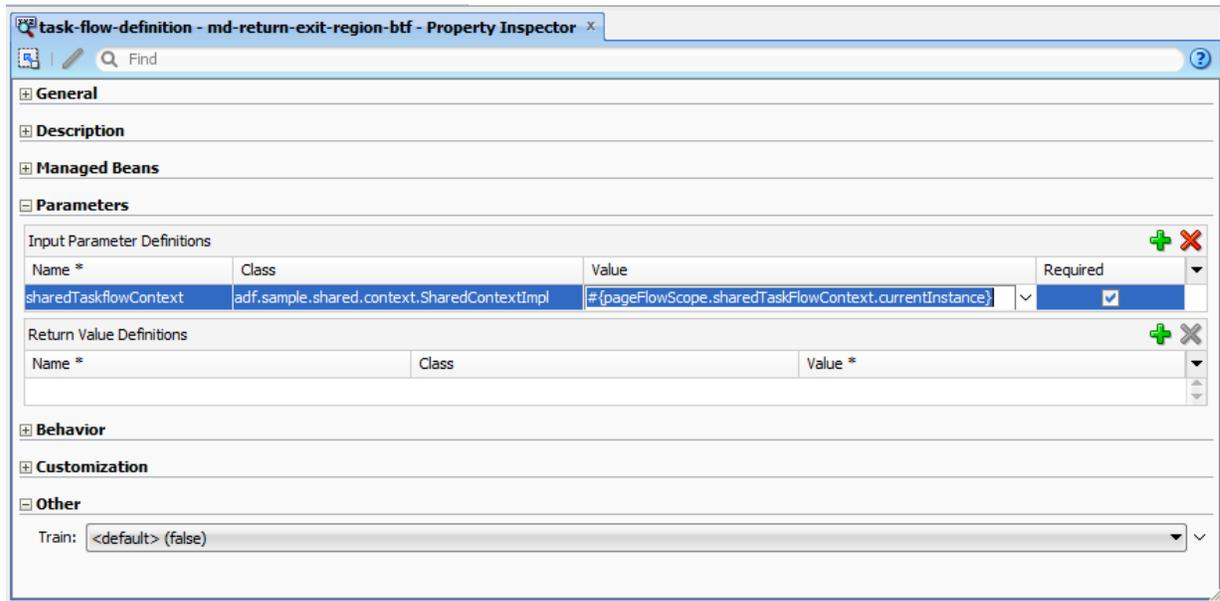 task-flow-definition - md-return-exit-region-btf - Property Inspector x
Find
General
Description
Managed Beans
Parameters
Input Parameter Definitions
Name * Class Value Required
sharedTaskflowContext adf.sample.shared.context.SharedContextImpl #{pageFlowScope.sharedTaskFlowContext.currentInstance}
Return Value Definitions
Name * Class Value *
Behavior
Customization
Other
Train: <default> (false)